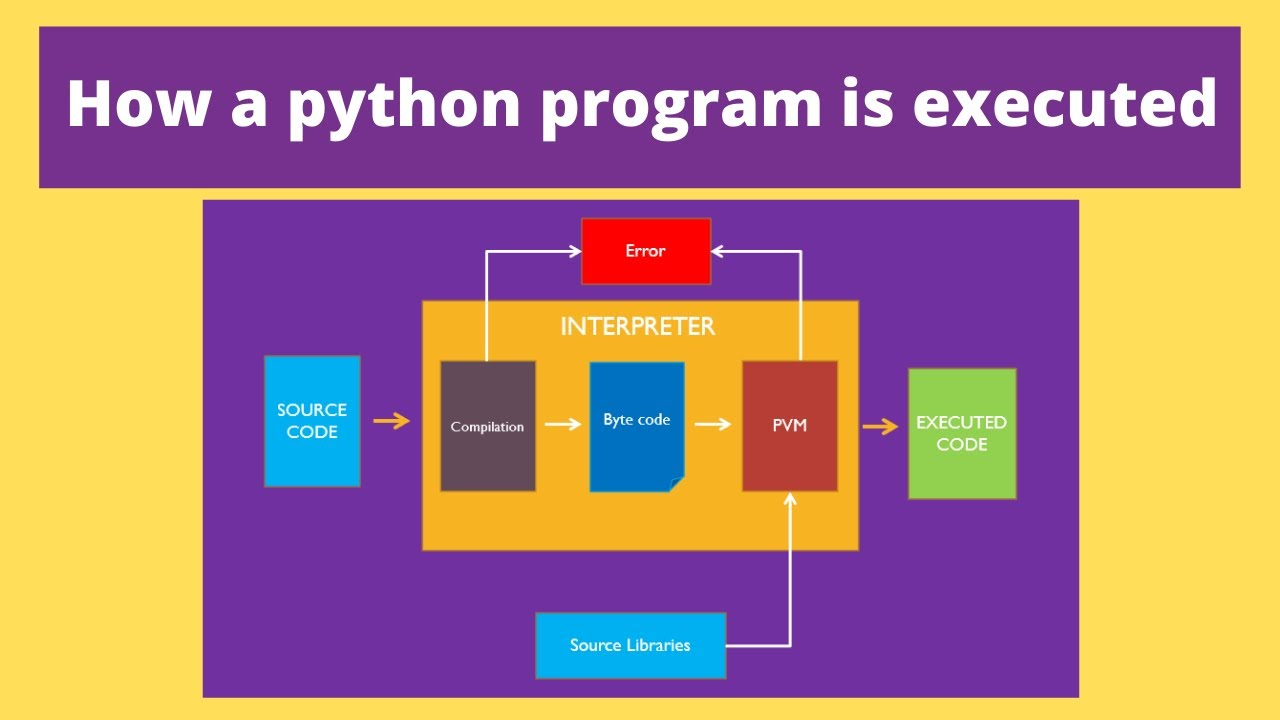 How a python program is executed
Error
INTERPRETER
SOURCE
CODE
Compilation
Byte code
PVM
EXECUTED
CODE
Source Libraries